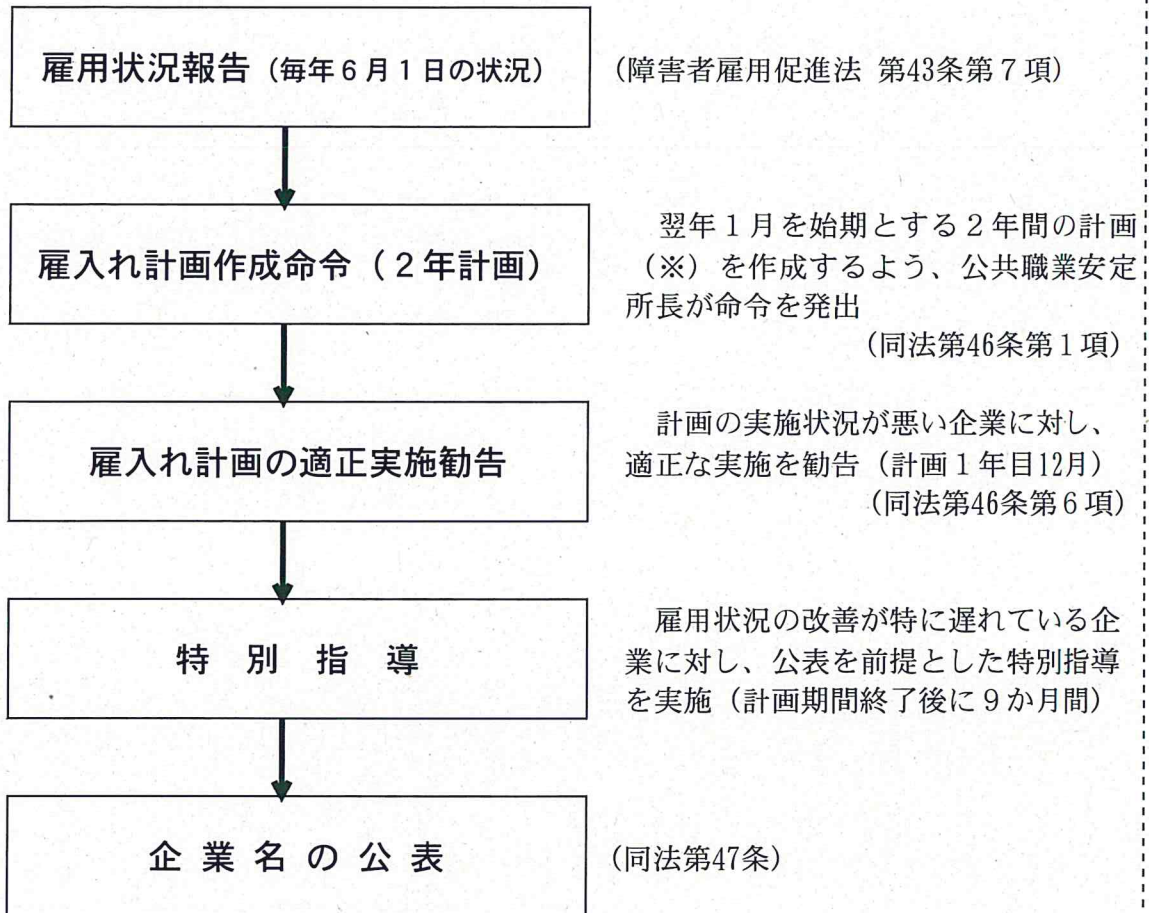 雇用状況報告（毎年６月１日の状況）
（障害者雇用促進法 第43条第７項）
雇入れ計画作成命令（２年計画）
翌年１月を始期とする２年間の計画
（※）を作成するよう、公共職業安定
所長が命令を発出
（同法第46条第１項）
雇入れ計画の適正実施勧告
計画の実施状況が悪い企業に対し、
適正な実施を勧告（計画１年目12月）
（同法第46条第６項）
特別指導
雇用状況の改善が特に遅れている企
業に対し、公表を前提とした特別指導
を実施（計画期間終了後に９か月間）
企業名の公表
（同法第47条）